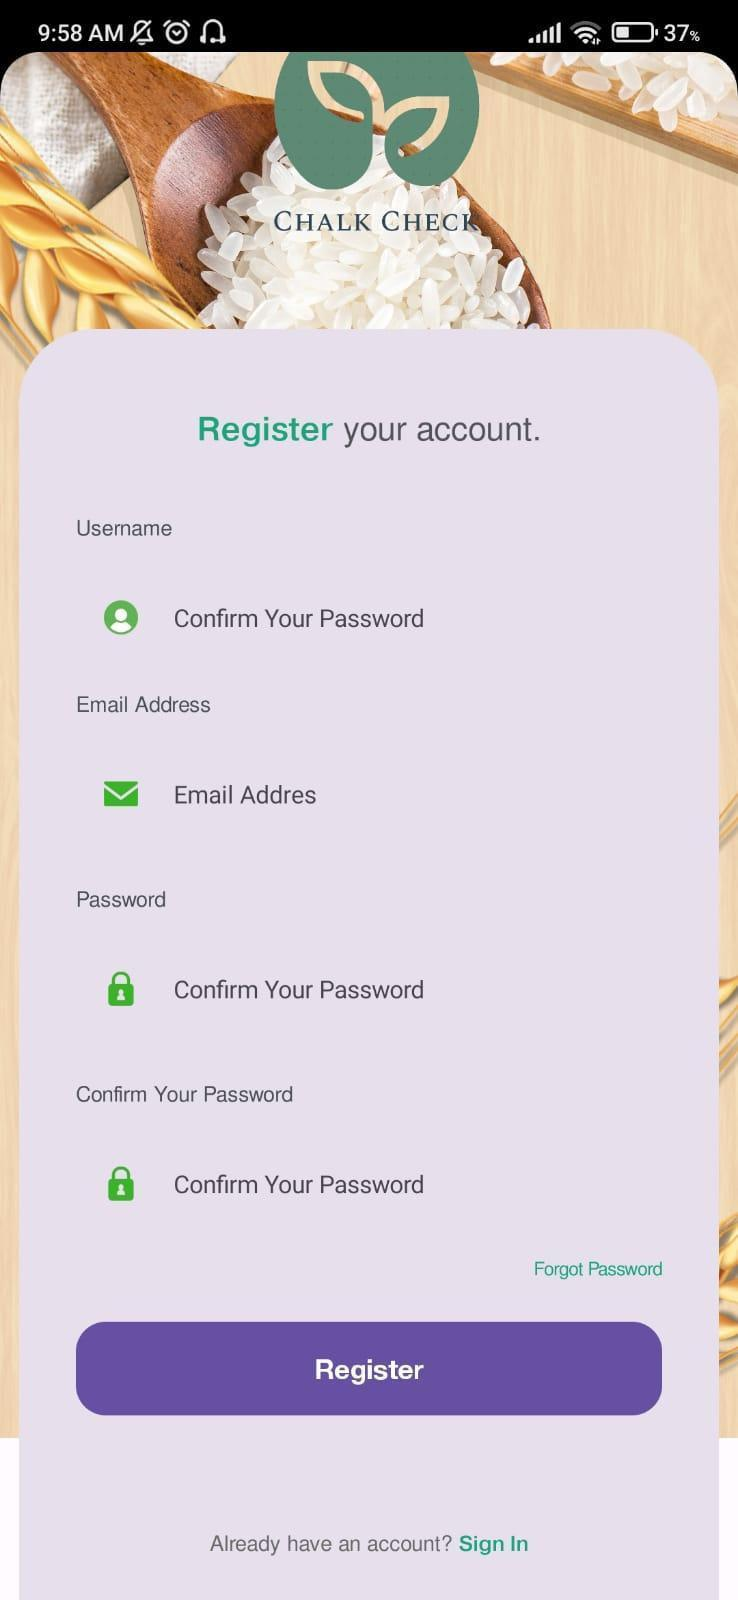 9:58 AM 37%
CHALK CHECK
Register your account.
Username
Confirm Your Password
Email Address
Email Addres
Password
Confirm Your Password
Confirm Your Password
Confirm Your Password
Forgot Password
Register
Already have an account? Sign In